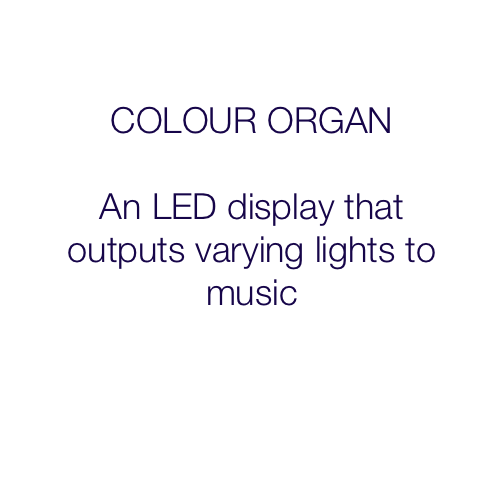 COLOUR ORGAN
An LED display that
outputs varying lights to
music